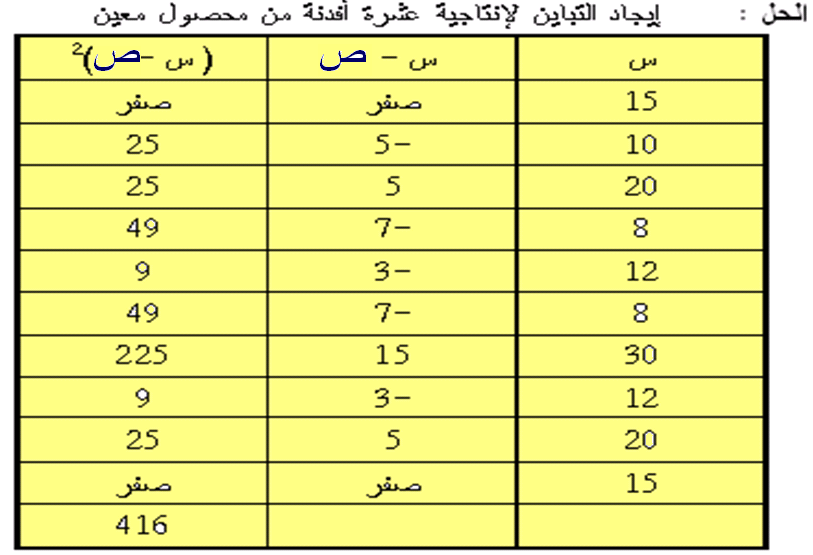 الحل : إيجاد التباين لإنتاجية عشرة أفدنة من محصول معين
س	س - ص	(س - ص)²
15	صفر	صفر
10	5-	25
20	5	25
8	7-	49
12	3-	9
8	7-	49
30	15	225
12	3-	9
20	5	25
15	صفر	صفر
416